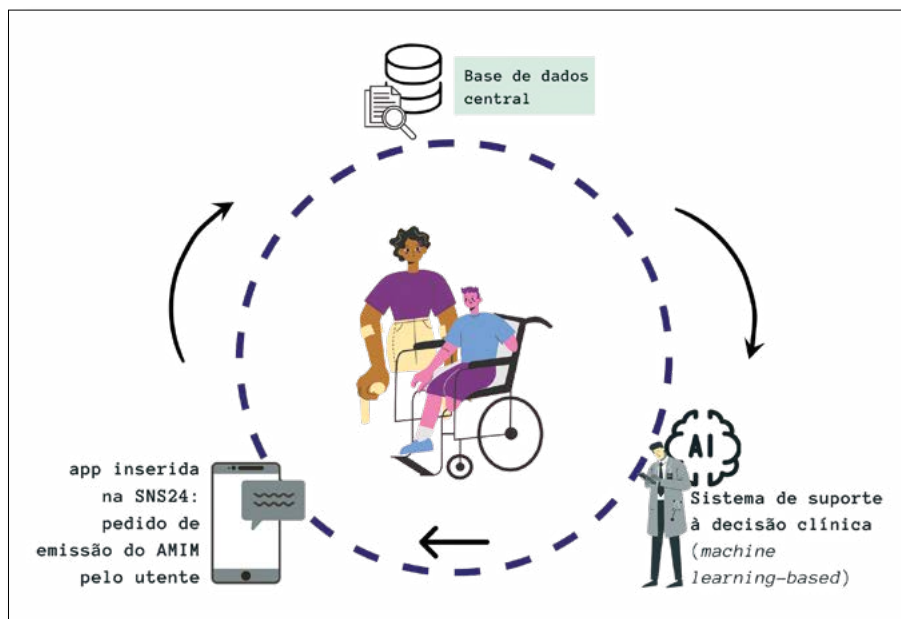 Base de dados
central
AI
Sistema de suporte
à decisão clínica
(machine
learning-based)
app inserida
na SNS24:
pedido de
emissão do AMIM
pelo utente